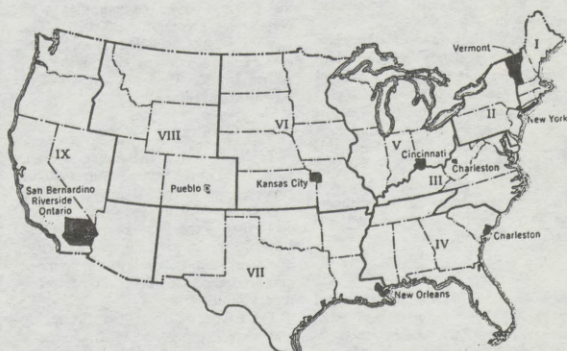 Vermont
I
II
New York
VI
VIII
V
IX
Cincinnati
Charleston
Pueblo
Kansas City
III
San Bernardino
Riverside
Ontario
Charleston
IV
VII
New Orleans